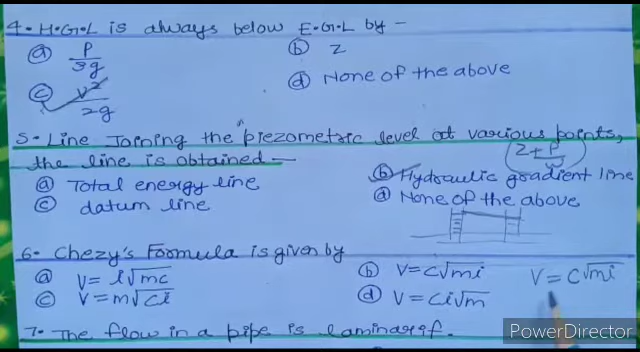 4. H.G.L is always below E.G.L by -
(a) P/ρg (b) Z
(c) V²/2g (d) None of the above
5. Line Joining the "piezometric level at various points,
the line is obtained -
(Z+P/w)
(a) Total energy line (b) Hydraulic gradient line
(c) datum line (d) None of the above
6. Chezy's Formula is given by
(a) V= i√mc (b) V=C√mi V=C√mi
(c) V=m√Ci (d) V=Ci√m
7. The flow in a pipe is laminar if.
PowerDirector